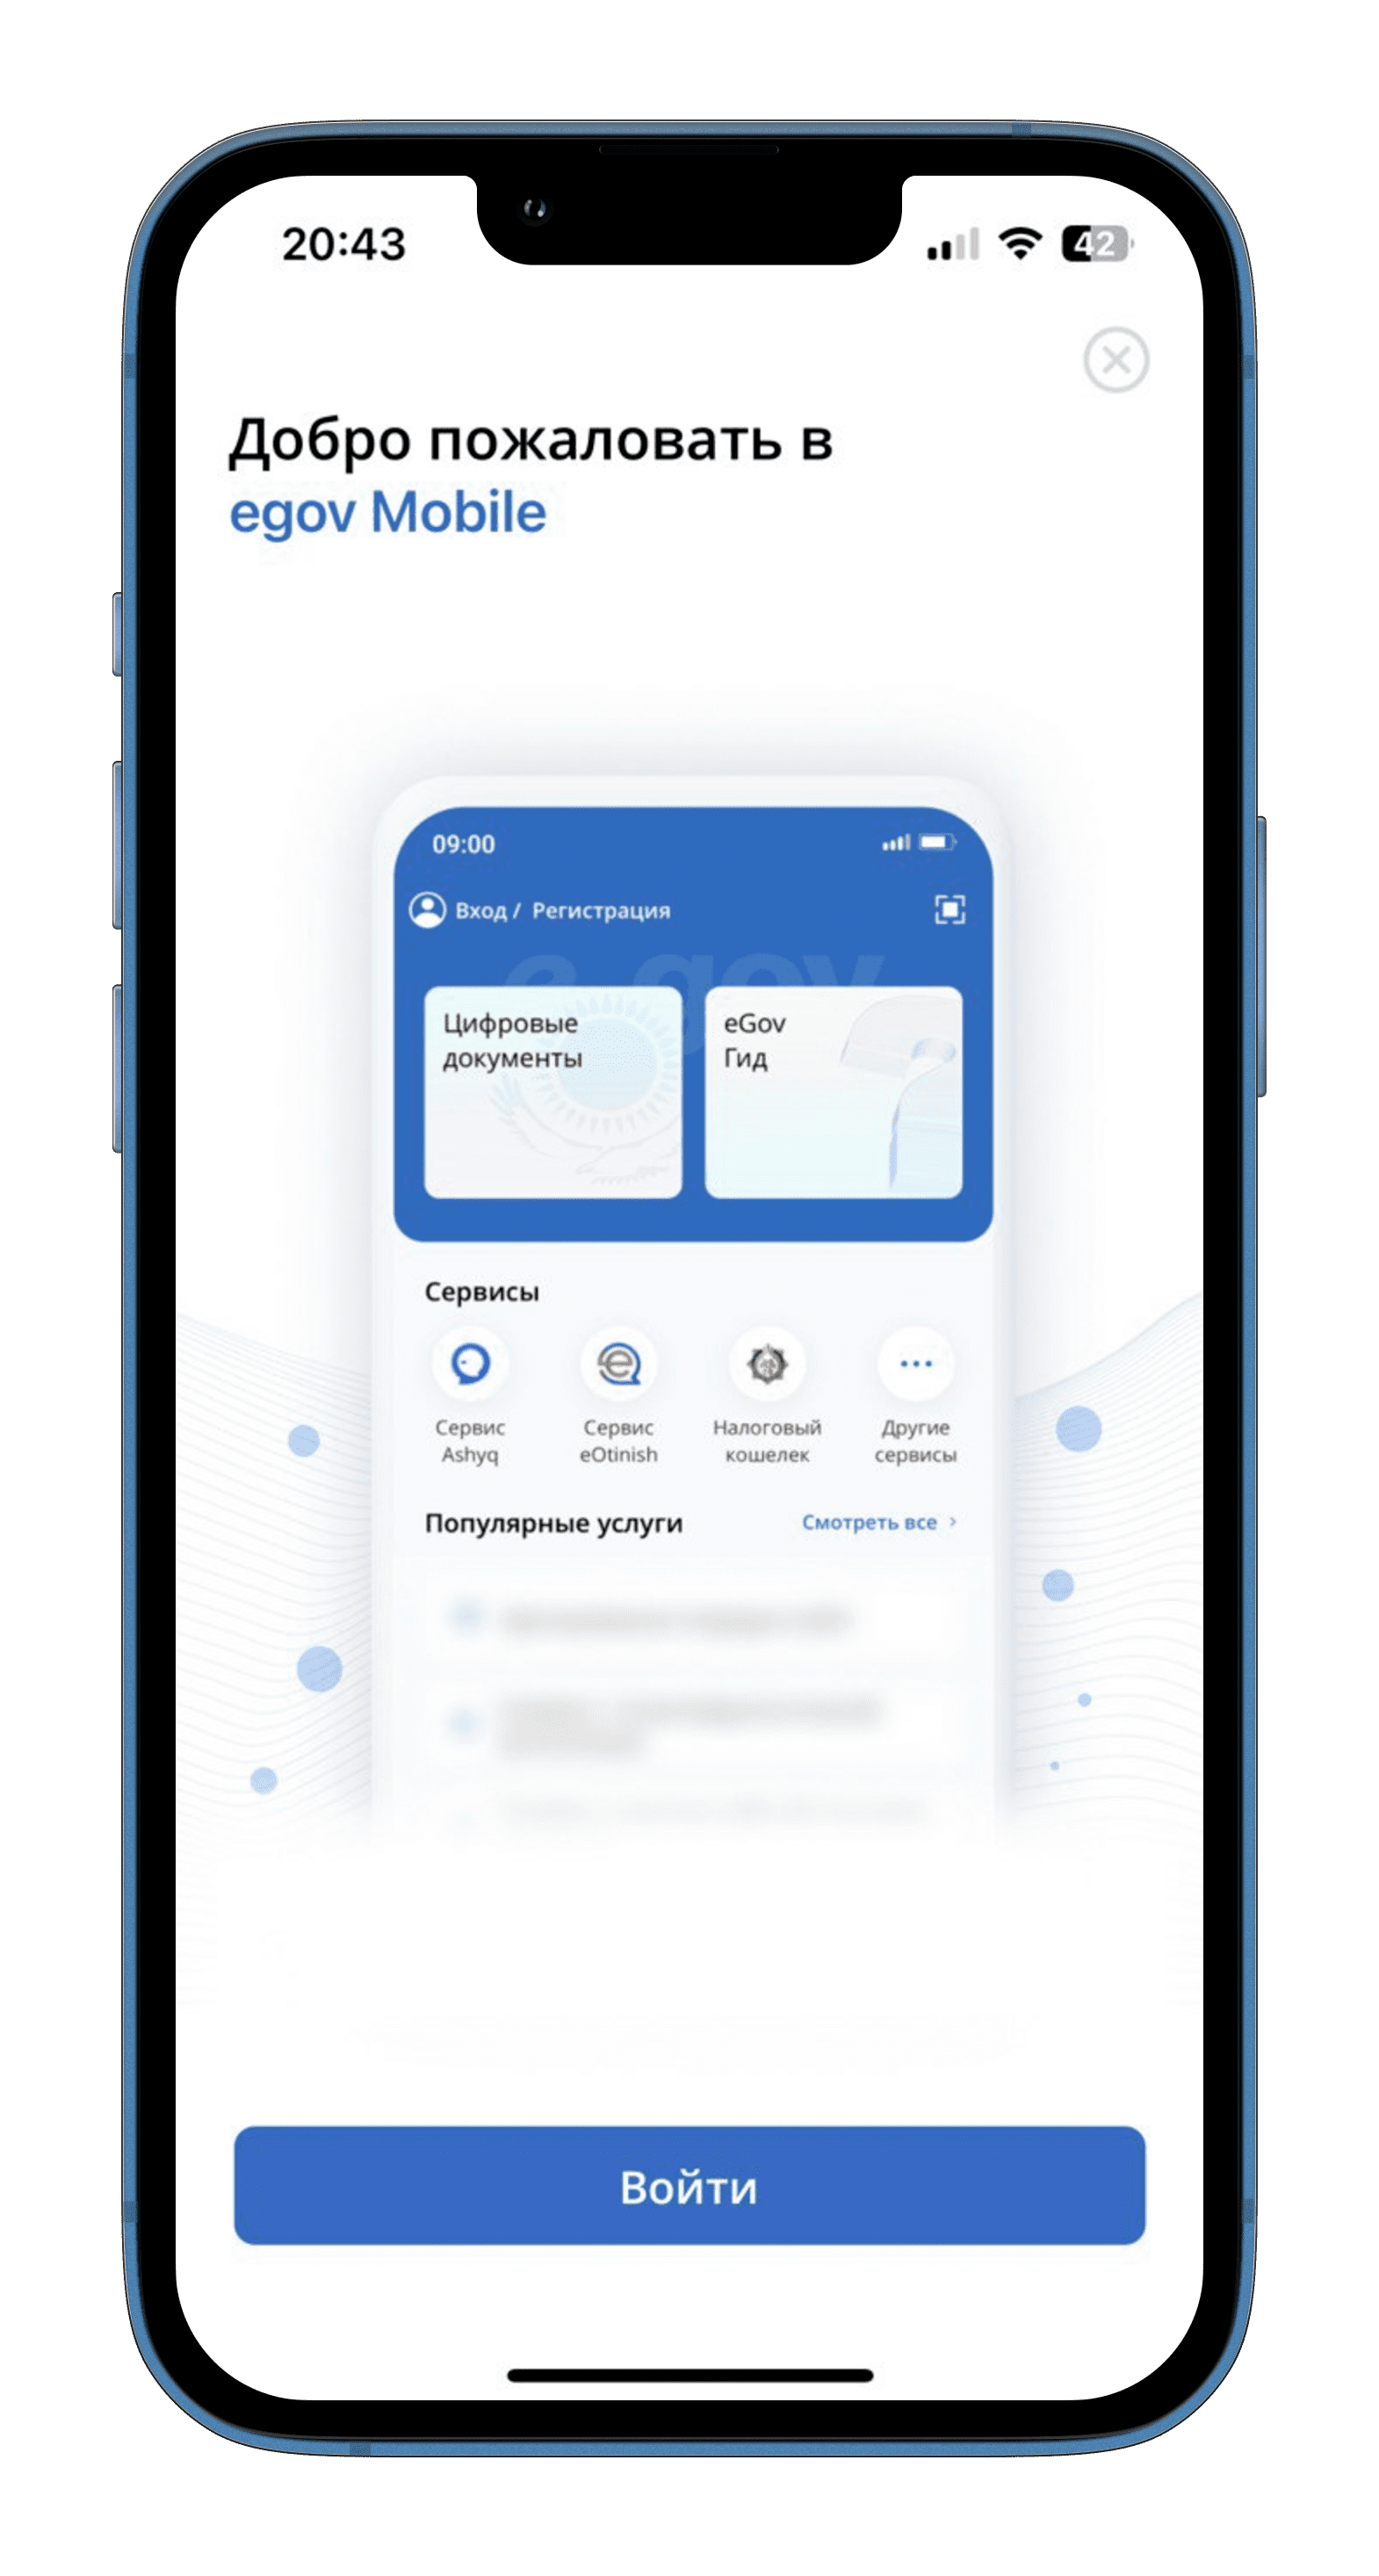 20:43
42
Добро пожаловать в
egov Mobile
09:00
Вход / Регистрация
e gov
Цифровые
документы
eGov
Гид
Сервисы
Сервис
Ashyq
Сервис
eOtinish
Налоговый
кошелек
Другие
сервисы
Популярные услуги
Смотреть все >
Войти